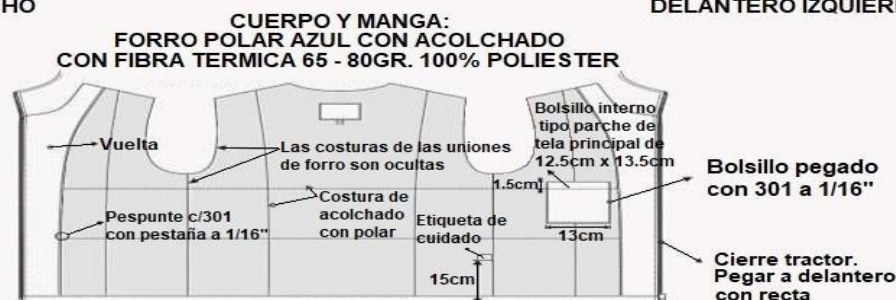 HO
DELANTERO IZQUIER
CUERPO Y MANGA:
FORRO POLAR AZUL CON ACOLCHADO
CON FIBRA TERMICA 65 - 80GR. 100% POLIESTER
Vuelta
Las costuras de las uniones
de forro son ocultas
Bolsillo interno
tipo parche de
tela principal de
12.5cm x 13.5cm
Bolsillo pegado
con 301 a 1/16"
1.5cm
Costura de
acolchado
con polar
Pespunte c/301
con pestaña a 1/16"
Etiqueta de
cuidado
13cm
15cm
Cierre tractor.
Pegar a delantero
con recta